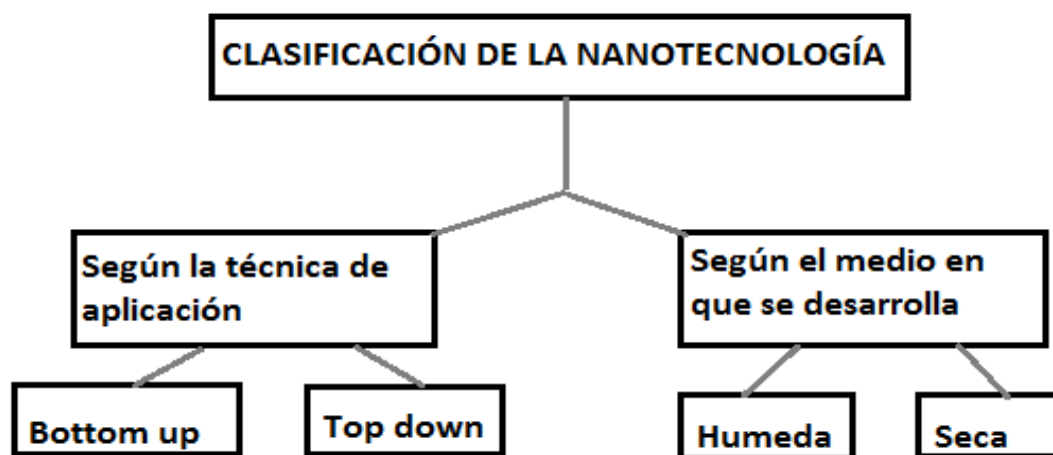 CLASIFICACIÓN DE LA NANOTECNOLOGÍA
Según la técnica de
aplicación
Según el medio en
que se desarrolla
Bottom up
Top down
Humeda
Seca